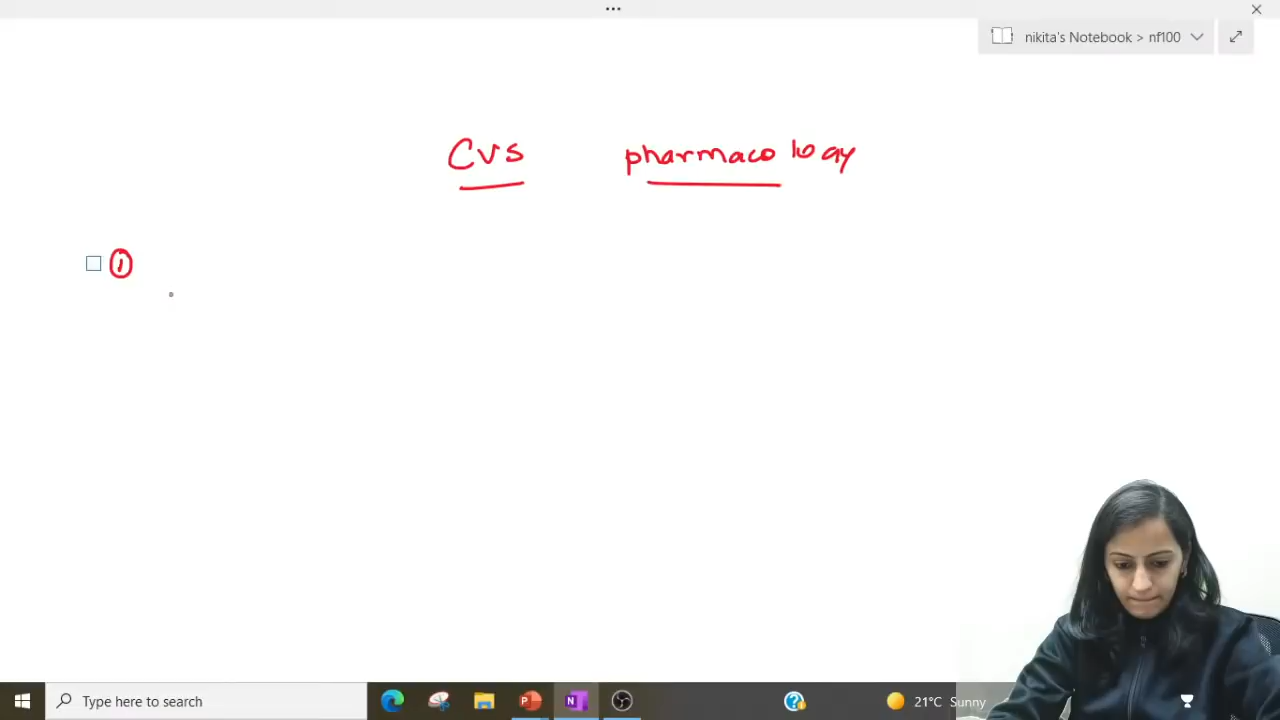 ...
nikita's Notebook > nf100
CVS pharmacology
①
Type here to search
21°C Sunny